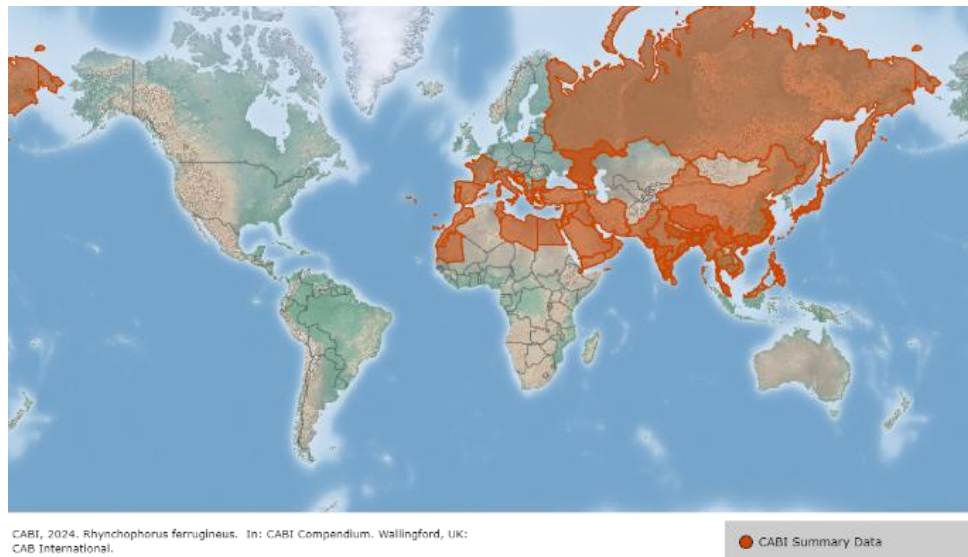 CABI, 2024. Rhynchophorus ferrugineus. In: CABI Compendium. Wallingford, UK:
CAB International.
CABI Summary Data